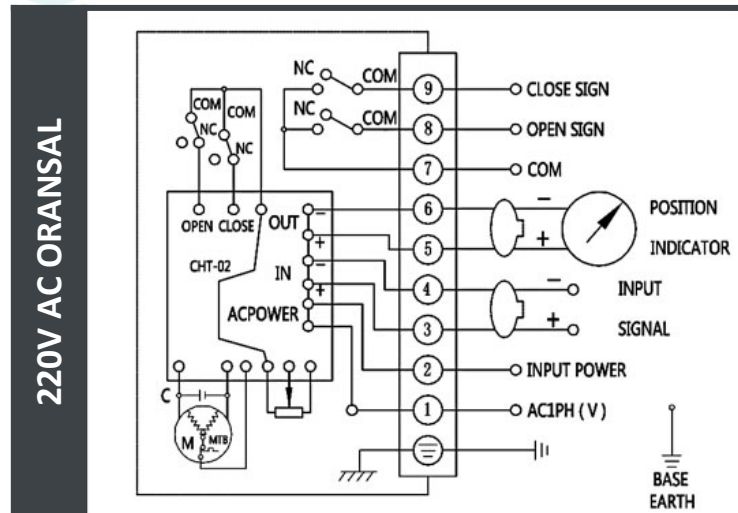 220V AC ORANSAL
NC COM 9 CLOSE SIGN
COM COM NC COM 8 OPEN SIGN
NC NC 7 COM
OPEN CLOSE OUT − 6 − POSITION
+ 5 + INDICATOR
CHT-02 IN − 4 − INPUT
+ 3 + SIGNAL
ACPOWER 2 INPUT POWER
1 AC1PH ( V )
C
M MTB
BASE
EARTH